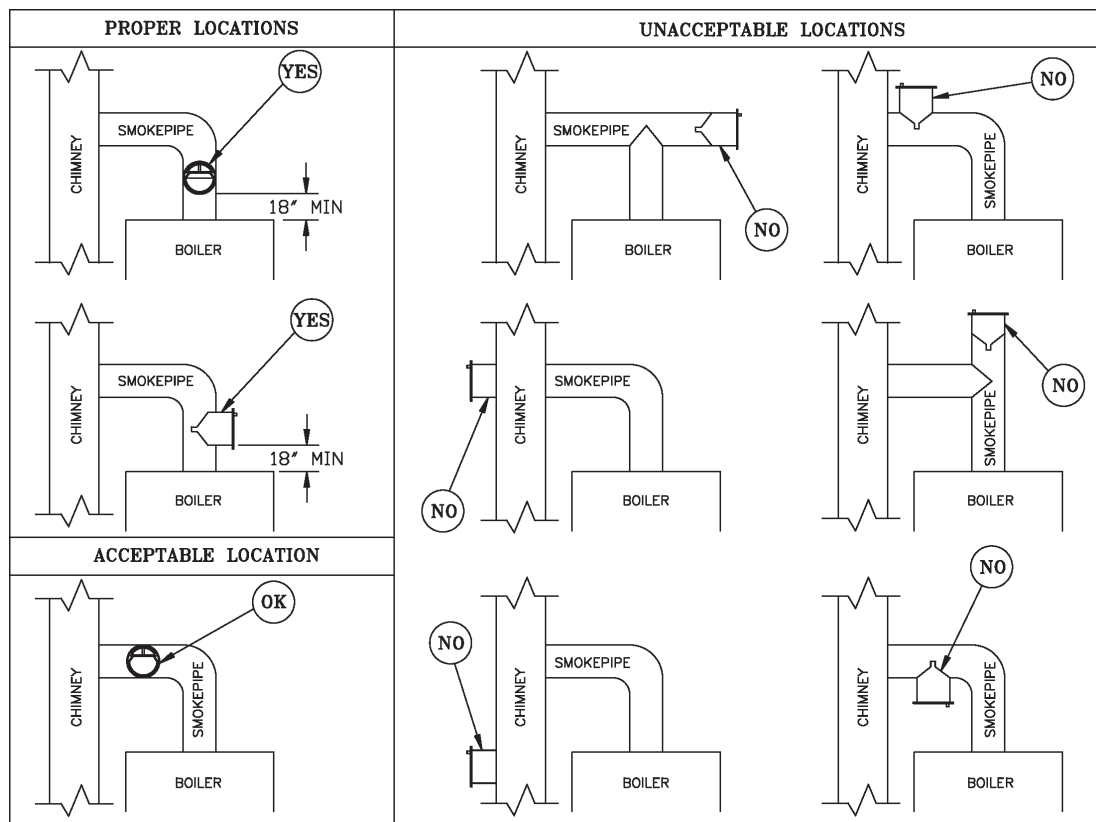 PROPER LOCATIONS
YES
CHIMNEY
SMOKEPIPE
18" MIN
BOILER
YES
CHIMNEY
SMOKEPIPE
18" MIN
BOILER
ACCEPTABLE LOCATION
OK
CHIMNEY
SMOKEPIPE
BOILER
UNACCEPTABLE LOCATIONS
CHIMNEY
SMOKEPIPE
NO
BOILER
NO
CHIMNEY
SMOKEPIPE
BOILER
CHIMNEY
SMOKEPIPE
NO
BOILER
CHIMNEY
NO
SMOKEPIPE
BOILER
NO
CHIMNEY
SMOKEPIPE
BOILER
NO
CHIMNEY
SMOKEPIPE
BOILER